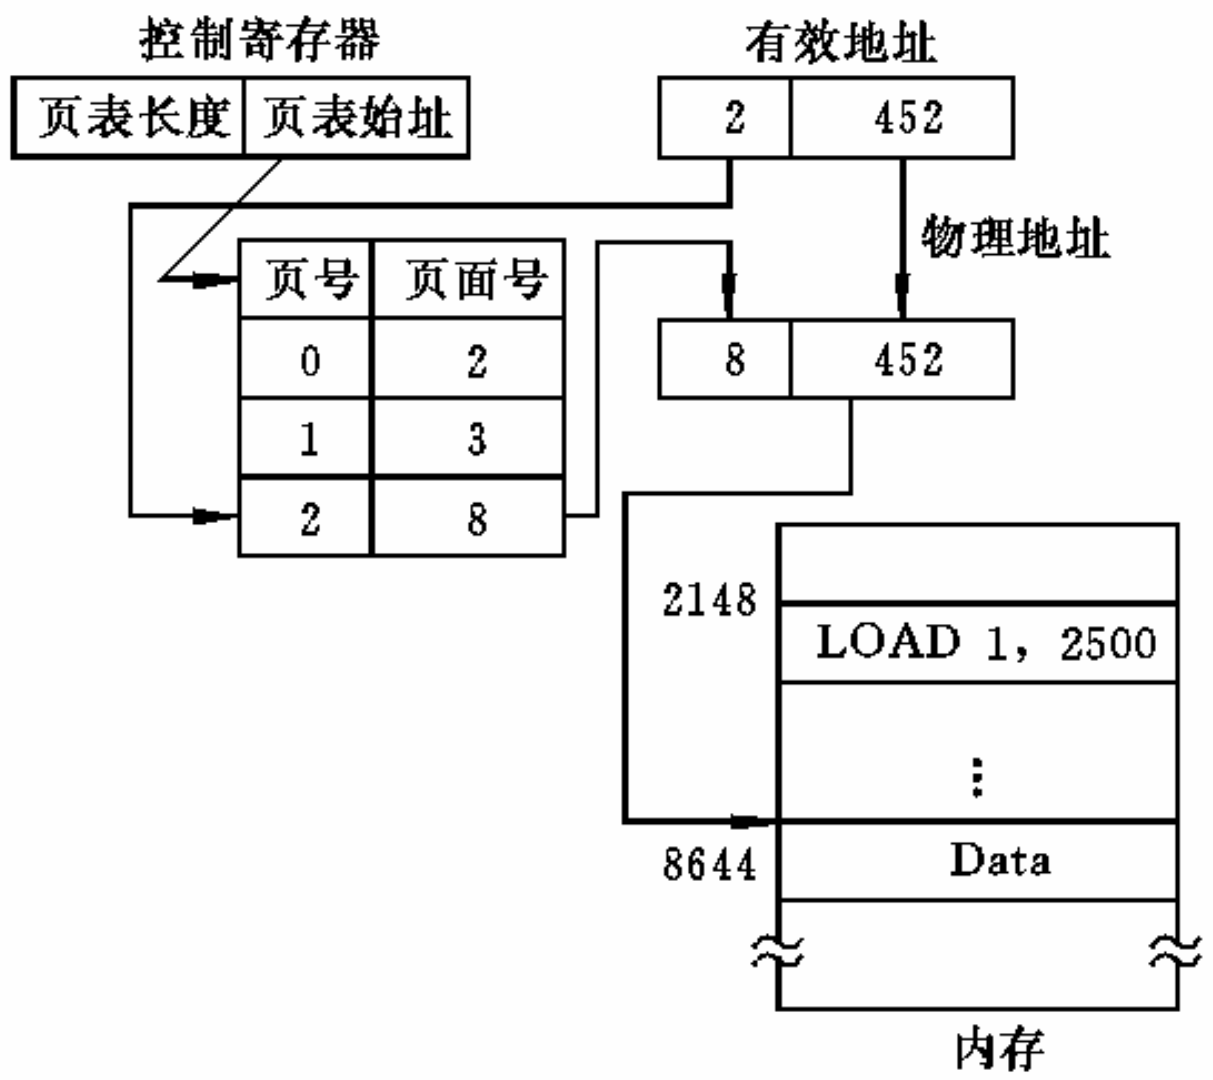 控制寄存器
有效地址
页表长度 页表始址
2 452
物理地址
页号 页面号
0 2
8 452
1 3
2 8
2148
LOAD 1, 2500
⋮
8644
Data
内存